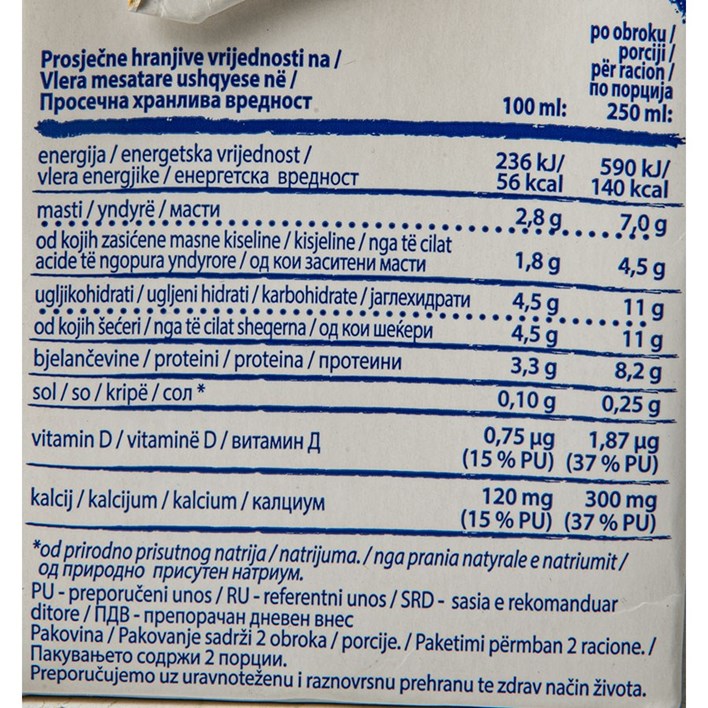 po obroku /
porciji /
për racion /
по порција
Prosječne hranjive vrijednosti na /
Vlera mesatare ushqyese në /
Просечна хранлива вредност 100 ml: 250 ml:
energija / energetska vrijednost / 236 kJ/ 590 kJ/
vlera energjike / енергетска вредност 56 kcal 140 kcal
masti / yndyrë / масти 2,8 g 7,0 g
od kojih zasićene masne kiseline / kisjeline / nga të cilat
acide të ngopura yndyrore / од кои заситени масти 1,8 g 4,5 g
ugljikohidrati / ugljeni hidrati / karbohidrate / јаглехидрати 4,5 g 11 g
od kojih šećeri / nga të cilat sheqerna / од кои шеќери 4,5 g 11 g
bjelančevine / proteini / proteina / протеини 3,3 g 8,2 g
sol / so / kripë / сол * 0,10 g 0,25 g
vitamin D / vitaminë D / витамин Д 0,75 µg 1,87 µg
(15 % PU) (37 % PU)
kalcij / kalcijum / kalcium / калциум 120 mg 300 mg
(15 % PU) (37 % PU)
*od prirodno prisutnog natrija / natrijuma. / nga prania natyrale e natriumit /
од природно присутен натриум.
PU - preporučeni unos / RU - referentni unos / SRD - sasia e rekomanduar
ditore / ПДВ - препорачан дневен внес
Pakovina / Pakovanje sadrži 2 obroka / porcije. / Paketimi përmban 2 racione. /
Пакувањето содржи 2 порции.
Preporučujemo uz uravnoteženu i raznovrsnu prehranu te zdrav način života.